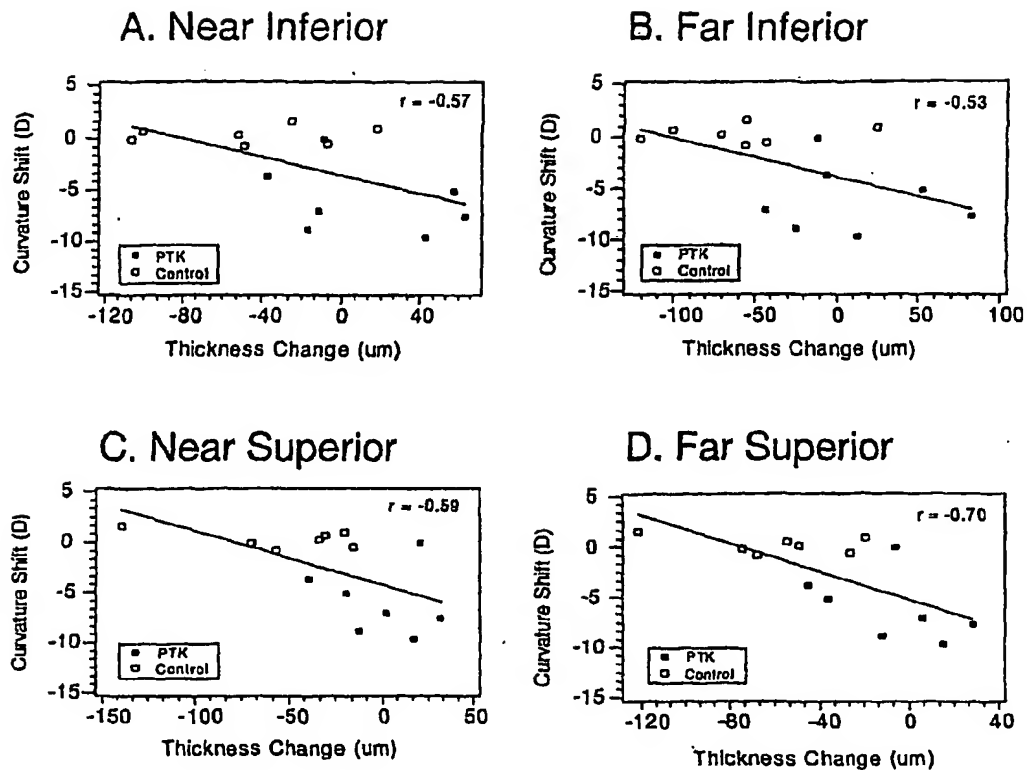 A. Near Inferior
B. Far Inferior
5
0
-5
-10
-15
Curvature Shift (D)
r = -0.57
PTK
Control
-120
-80
-40
0
40
Thickness Change (um)
5
0
-5
-10
-15
Curvature Shift (D)
r = -0.53
PTK
Control
-100
-50
0
50
100
Thickness Change (um)
C. Near Superior
D. Far Superior
5
0
-5
-10
-15
Curvature Shift (D)
r = -0.59
PTK
Control
-150
-100
-50
0
50
Thickness Change (um)
5
0
-5
-10
-15
Curvature Shift (D)
r = -0.70
PTK
Control
-120
-80
-40
0
40
Thickness Change (um)